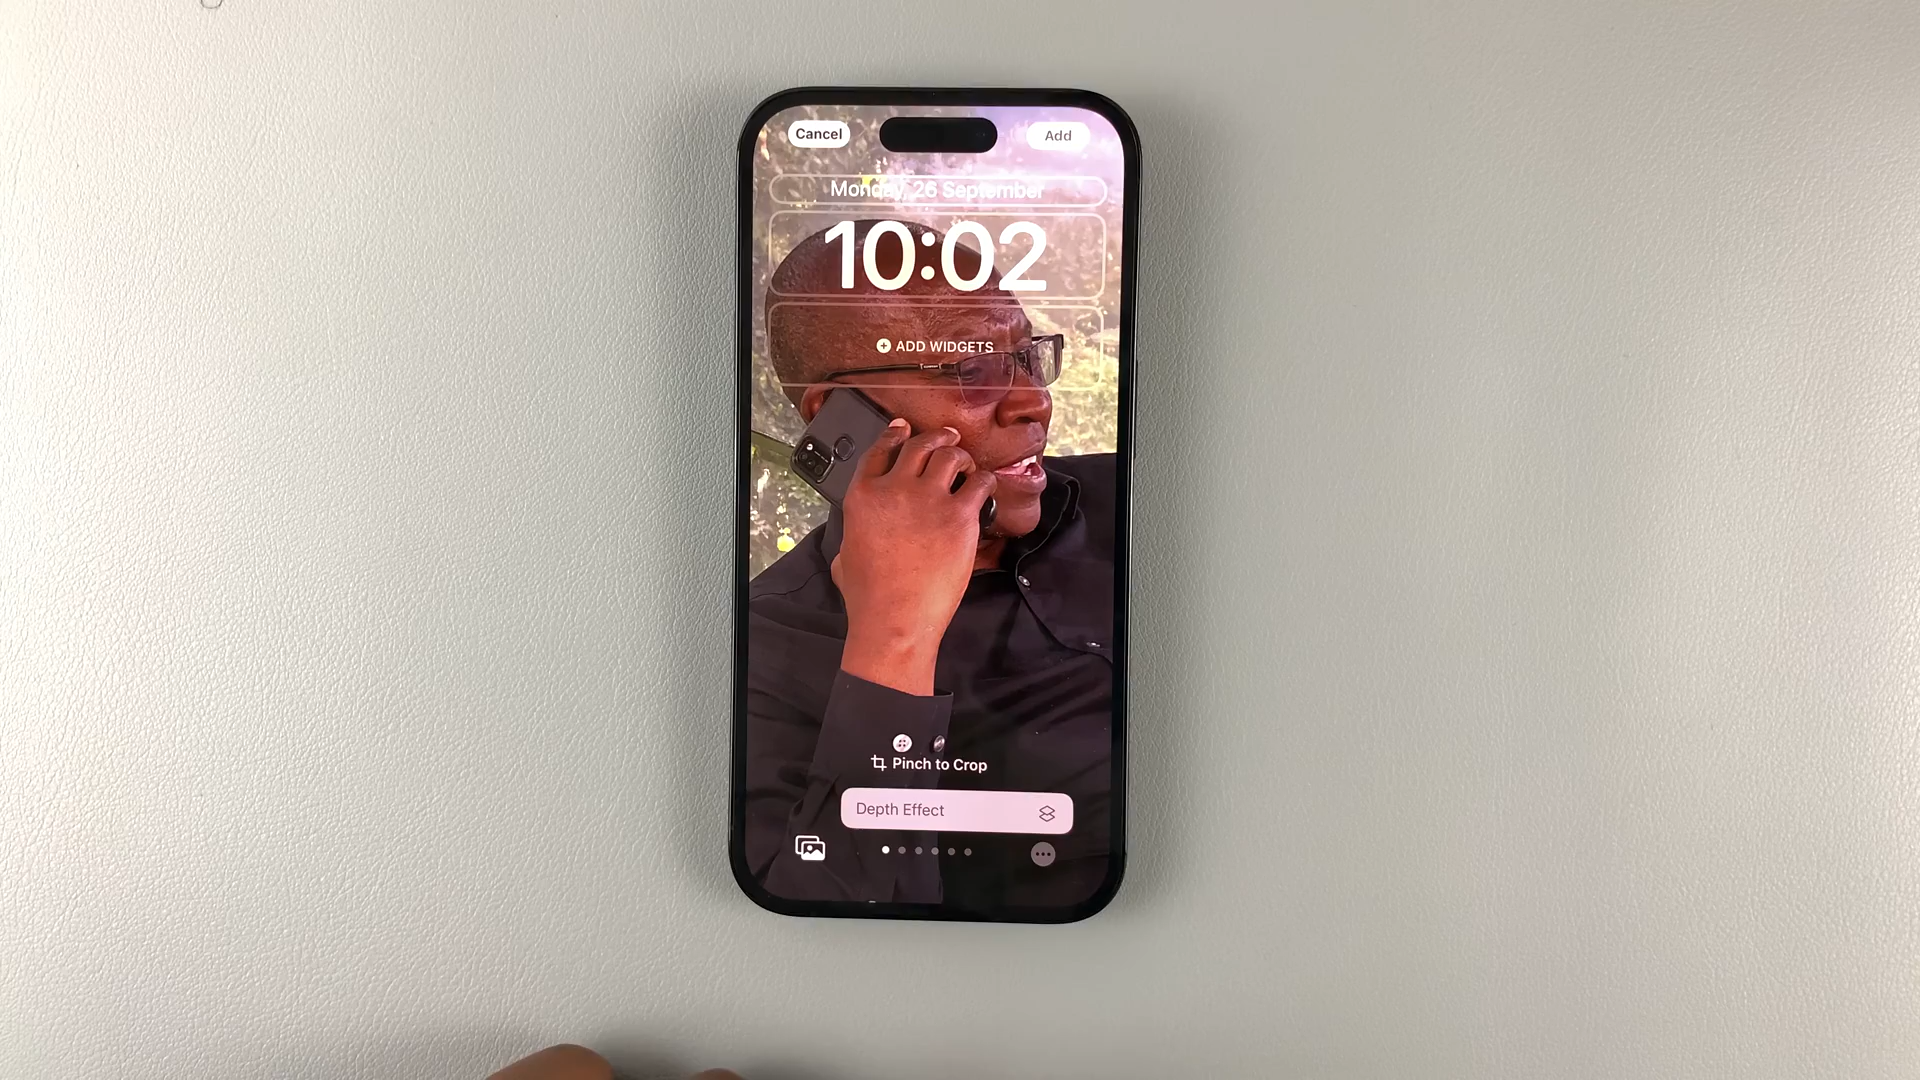 Cancel
Add
Monday, 26 September
10:02
ADD WIDGETS
Pinch to Crop
Depth Effect